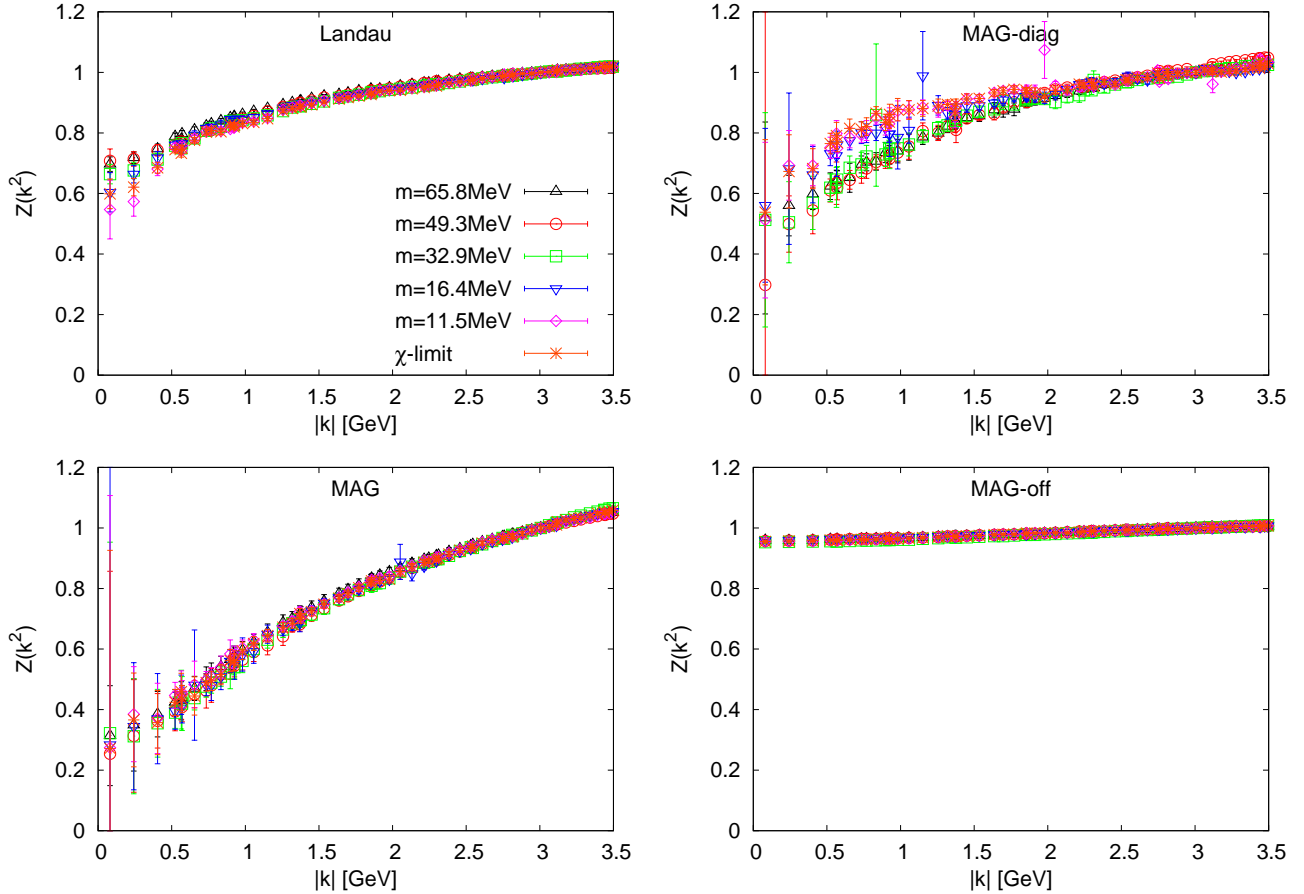 Landau
Z(k²)
1.2
1
0.8
0.6
0.4
0.2
0
m=65.8MeV
m=49.3MeV
m=32.9MeV
m=16.4MeV
m=11.5MeV
χ-limit
0 0.5 1 1.5 2 2.5 3 3.5
|k| [GeV]
MAG-diag
Z(k²)
1.2
1
0.8
0.6
0.4
0.2
0
0 0.5 1 1.5 2 2.5 3 3.5
|k| [GeV]
MAG
Z(k²)
1.2
1
0.8
0.6
0.4
0.2
0
0 0.5 1 1.5 2 2.5 3 3.5
|k| [GeV]
MAG-off
Z(k²)
1.2
1
0.8
0.6
0.4
0.2
0
0 0.5 1 1.5 2 2.5 3 3.5
|k| [GeV]